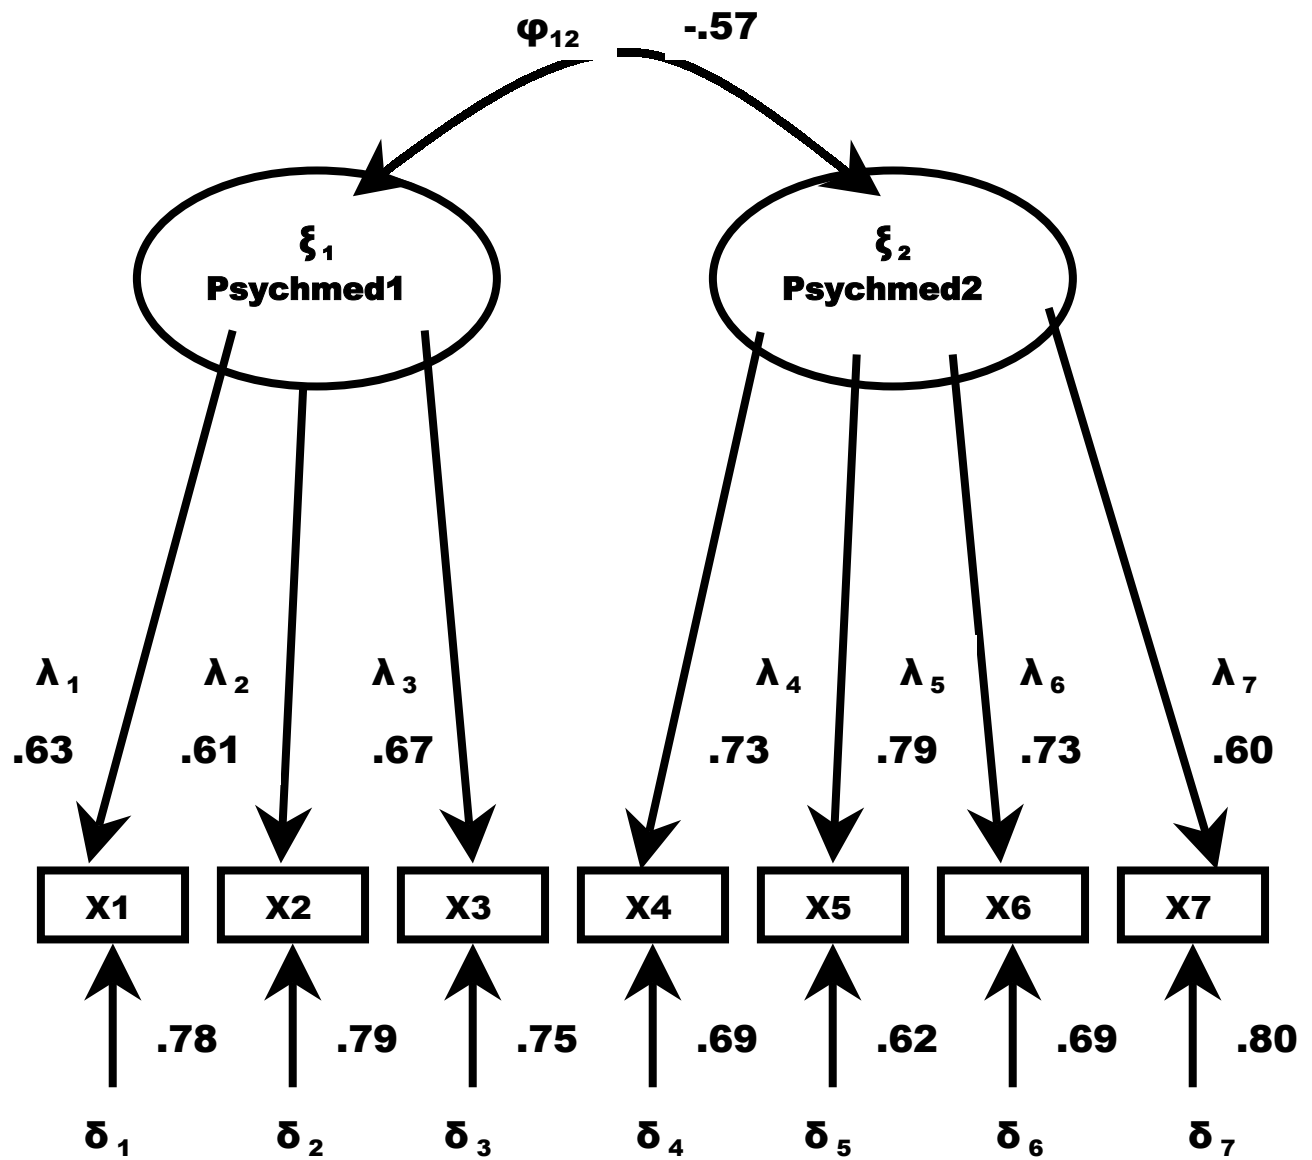 φ12 -.57
ξ1 ξ2
Psychmed1 Psychmed2
λ1 λ2 λ3 λ4 λ5 λ6 λ7
.63 .61 .67 .73 .79 .73 .60
X1 X2 X3 X4 X5 X6 X7
.78 .79 .75 .69 .62 .69 .80
δ1 δ2 δ3 δ4 δ5 δ6 δ7